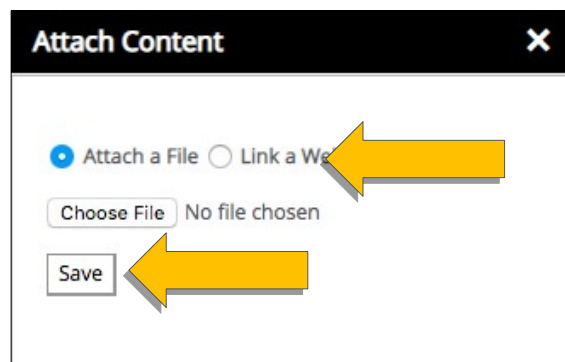 Attach Content
Attach a File Link a
Choose File No file chosen
Save